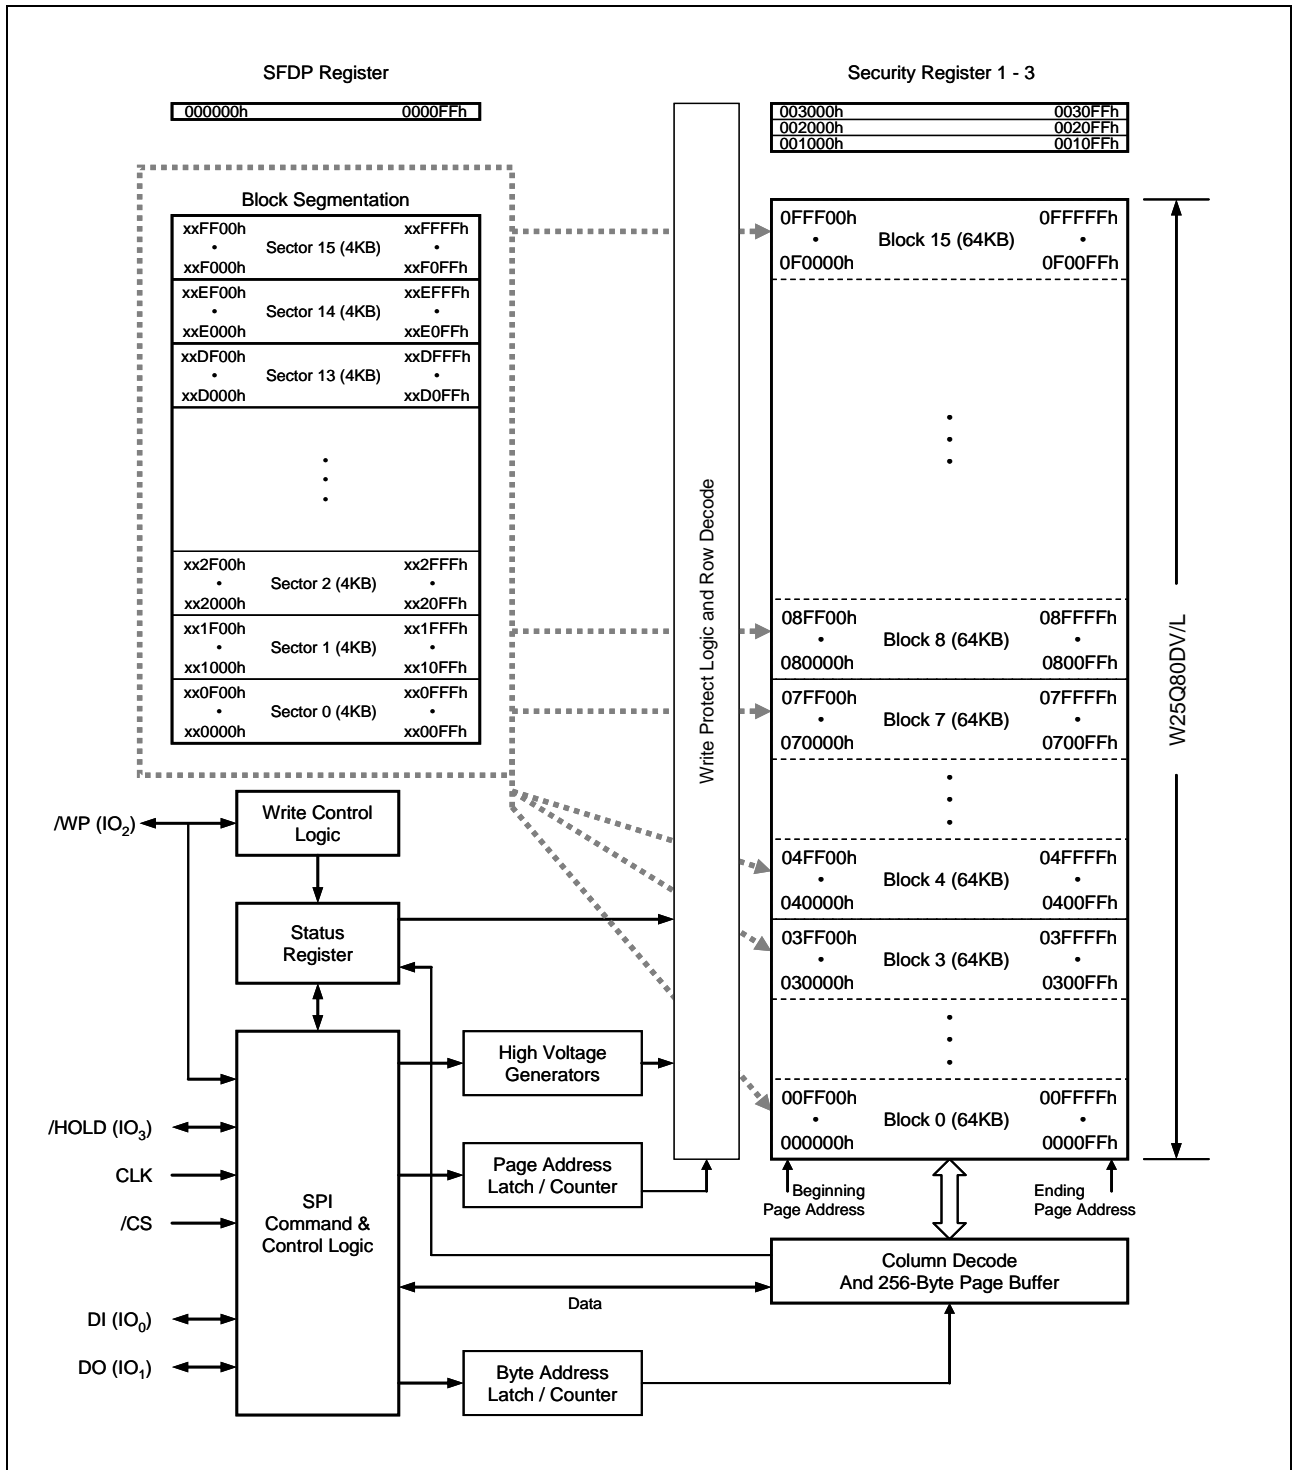 SFDP Register
000000h 0000FFh
Security Register 1 - 3
003000h 0030FFh
002000h 0020FFh
001000h 0010FFh
Block Segmentation
xxFF00h xxFFFFh
• Sector 15 (4KB) •
xxF000h xxF0FFh
xxEF00h xxEFFFh
• Sector 14 (4KB) •
xxE000h xxE0FFh
xxDF00h xxDFFFh
• Sector 13 (4KB) •
xxD000h xxD0FFh
xx2F00h xx2FFFh
• Sector 2 (4KB) •
xx2000h xx20FFh
xx1F00h xx1FFFh
• Sector 1 (4KB) •
xx1000h xx10FFh
xx0F00h xx0FFFh
• Sector 0 (4KB) •
xx0000h xx00FFh
Write Protect Logic and Row Decode
0FFF00h 0FFFFFh
• Block 15 (64KB) •
0F0000h 0F00FFh
08FF00h 08FFFFh
• Block 8 (64KB) •
080000h 0800FFh
07FF00h 07FFFFh
• Block 7 (64KB) •
070000h 0700FFh
04FF00h 04FFFFh
• Block 4 (64KB) •
040000h 0400FFh
03FF00h 03FFFFh
• Block 3 (64KB) •
030000h 0300FFh
00FF00h 00FFFFh
• Block 0 (64KB) •
000000h 0000FFh
W25Q80DV/L
Beginning
Page Address
Ending
Page Address
/WP (IO2)
Write Control
Logic
Status
Register
High Voltage
Generators
/HOLD (IO3)
CLK
/CS
Page Address
Latch / Counter
SPI
Command &
Control Logic
Column Decode
And 256-Byte Page Buffer
Data
DI (IO0)
DO (IO1)
Byte Address
Latch / Counter